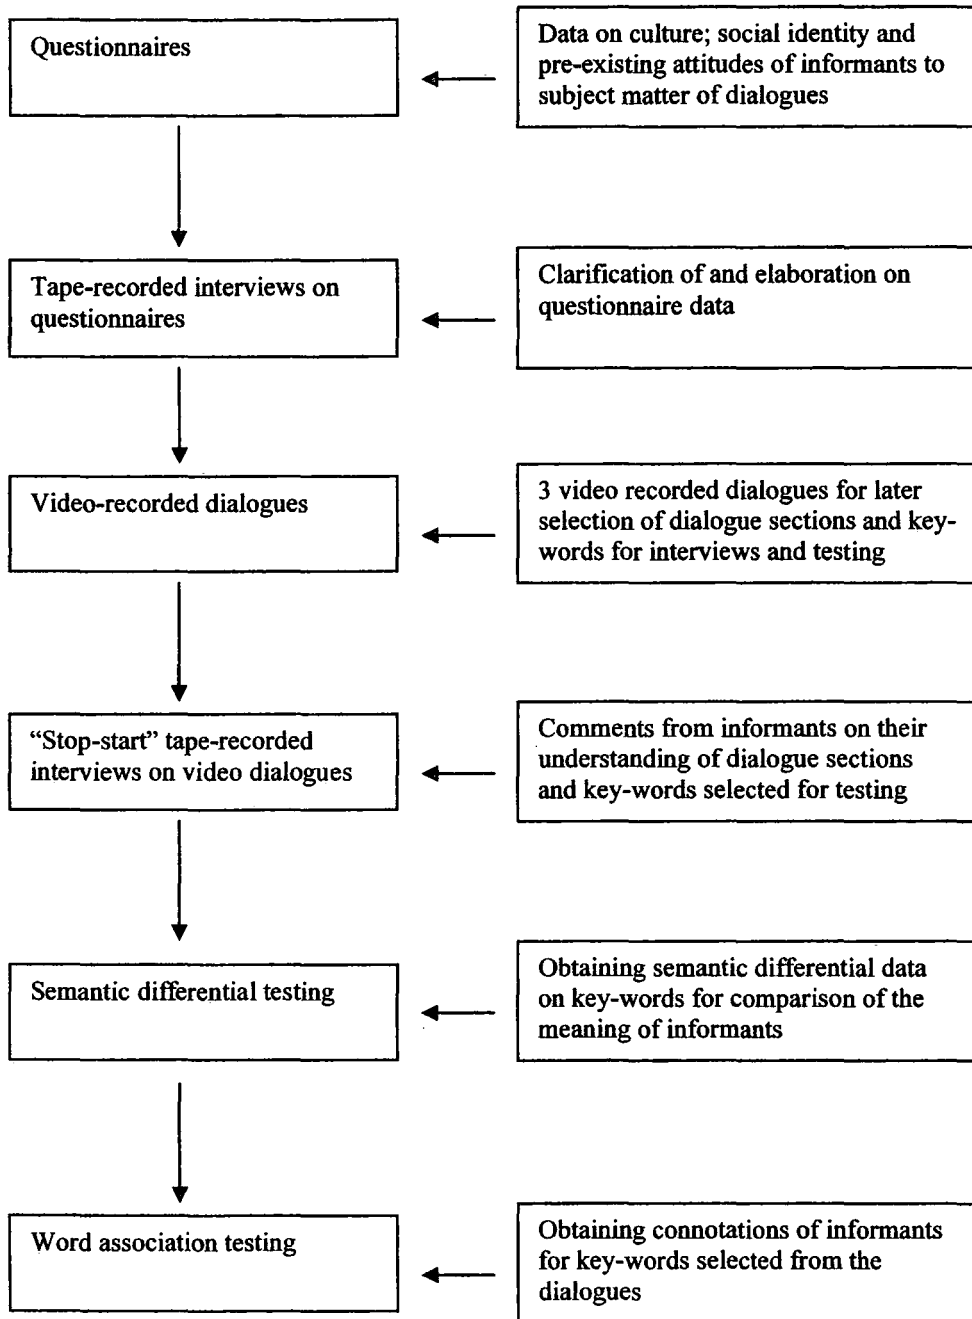 Questionnaires
Data on culture; social identity and
pre-existing attitudes of informants to
subject matter of dialogues
Tape-recorded interviews on
questionnaires
Clarification of and elaboration on
questionnaire data
Video-recorded dialogues
3 video recorded dialogues for later
selection of dialogue sections and key-
words for interviews and testing
“Stop-start” tape-recorded
interviews on video dialogues
Comments from informants on their
understanding of dialogue sections
and key-words selected for testing
Semantic differential testing
Obtaining semantic differential data
on key-words for comparison of the
meaning of informants
Word association testing
Obtaining connotations of informants
for key-words selected from the
dialogues